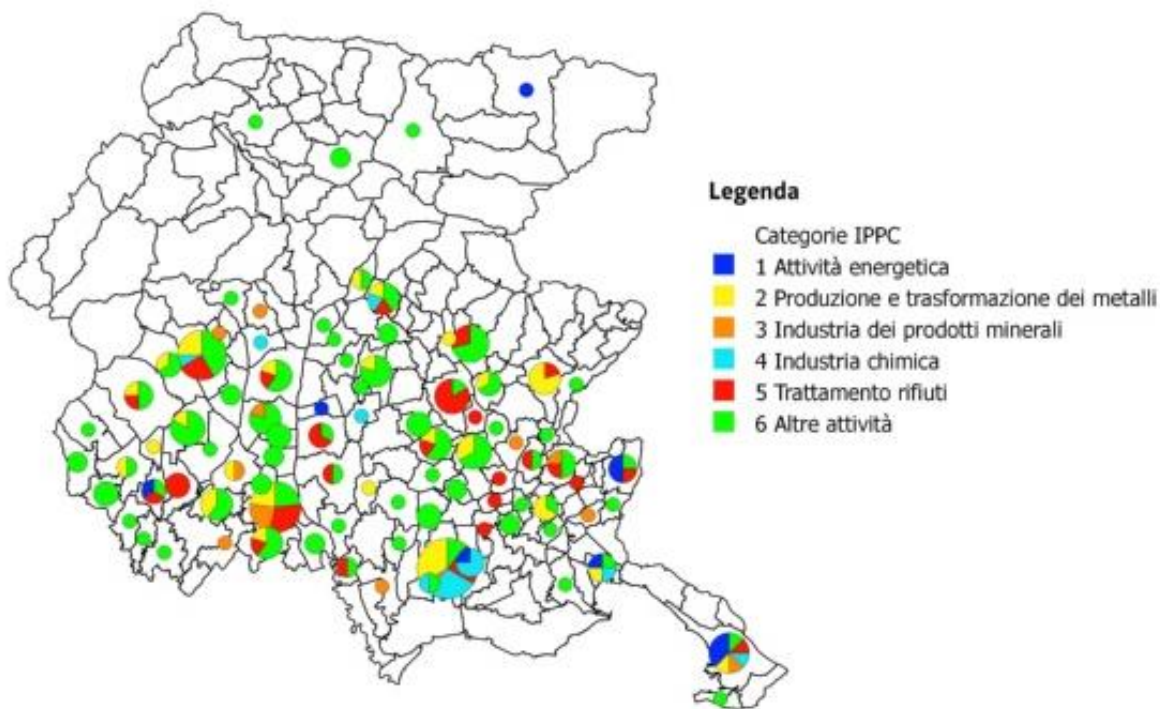 Legenda
Categorie IPPC
1 Attività energetica
2 Produzione e trasformazione dei metalli
3 Industria dei prodotti minerali
4 Industria chimica
5 Trattamento rifiuti
6 Altre attività